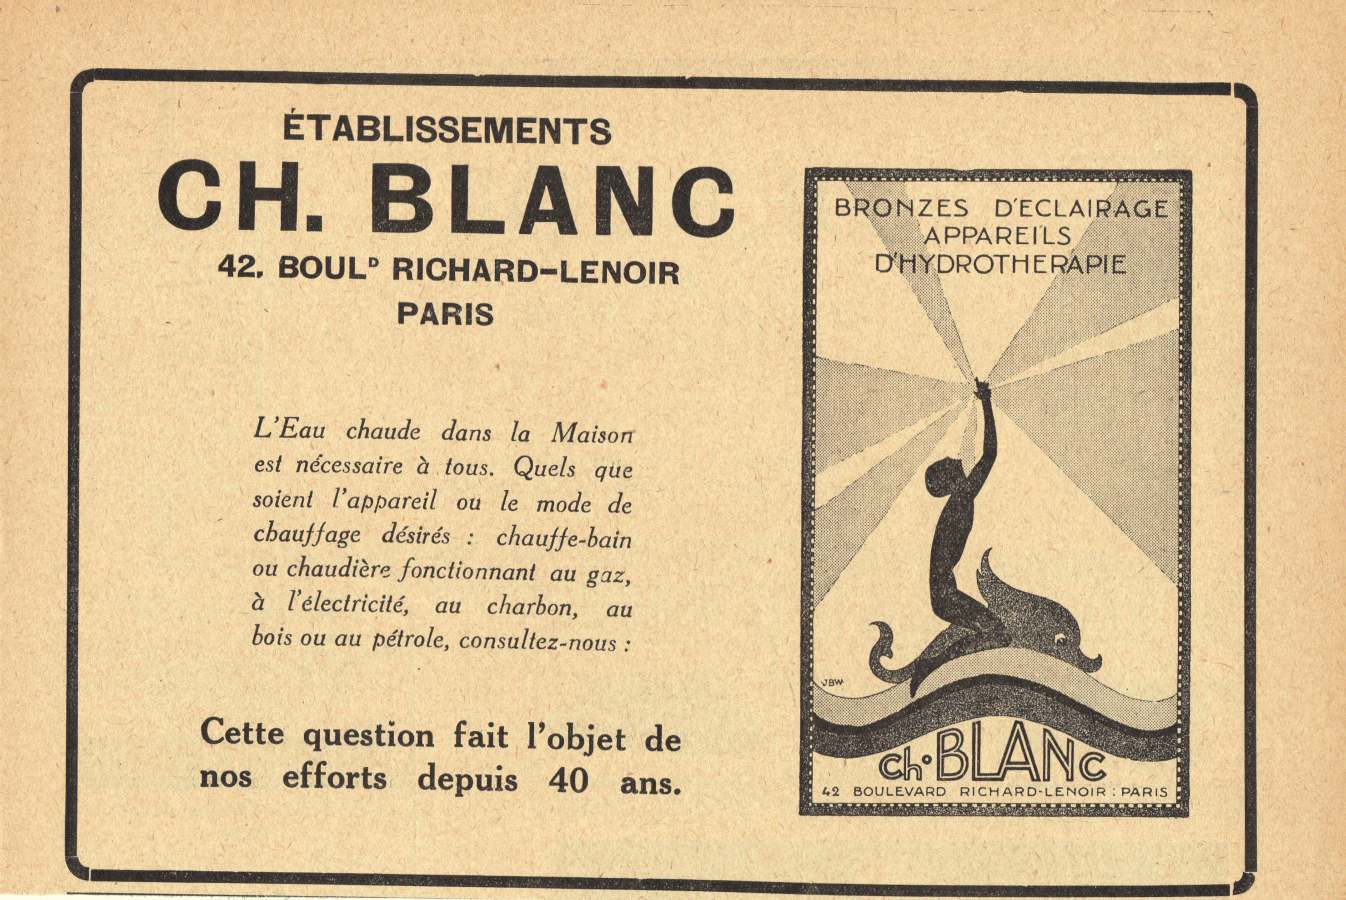 ÉTABLISSEMENTS
CH. BLANC
42. BOULᴰ RICHARD-LENOIR
PARIS
L'Eau chaude dans la Maison
est nécessaire à tous. Quels que
soient l'appareil ou le mode de
chauffage désirés : chauffe-bain
ou chaudière fonctionnant au gaz,
à l'électricité, au charbon, au
bois ou au pétrole, consultez-nous :
Cette question fait l'objet de
nos efforts depuis 40 ans.
BRONZES D'ECLAIRAGE
APPAREILS
D'HYDROTHERAPIE
JBW
Ch° BLANC
42 BOULEVARD RICHARD-LENOIR : PARIS